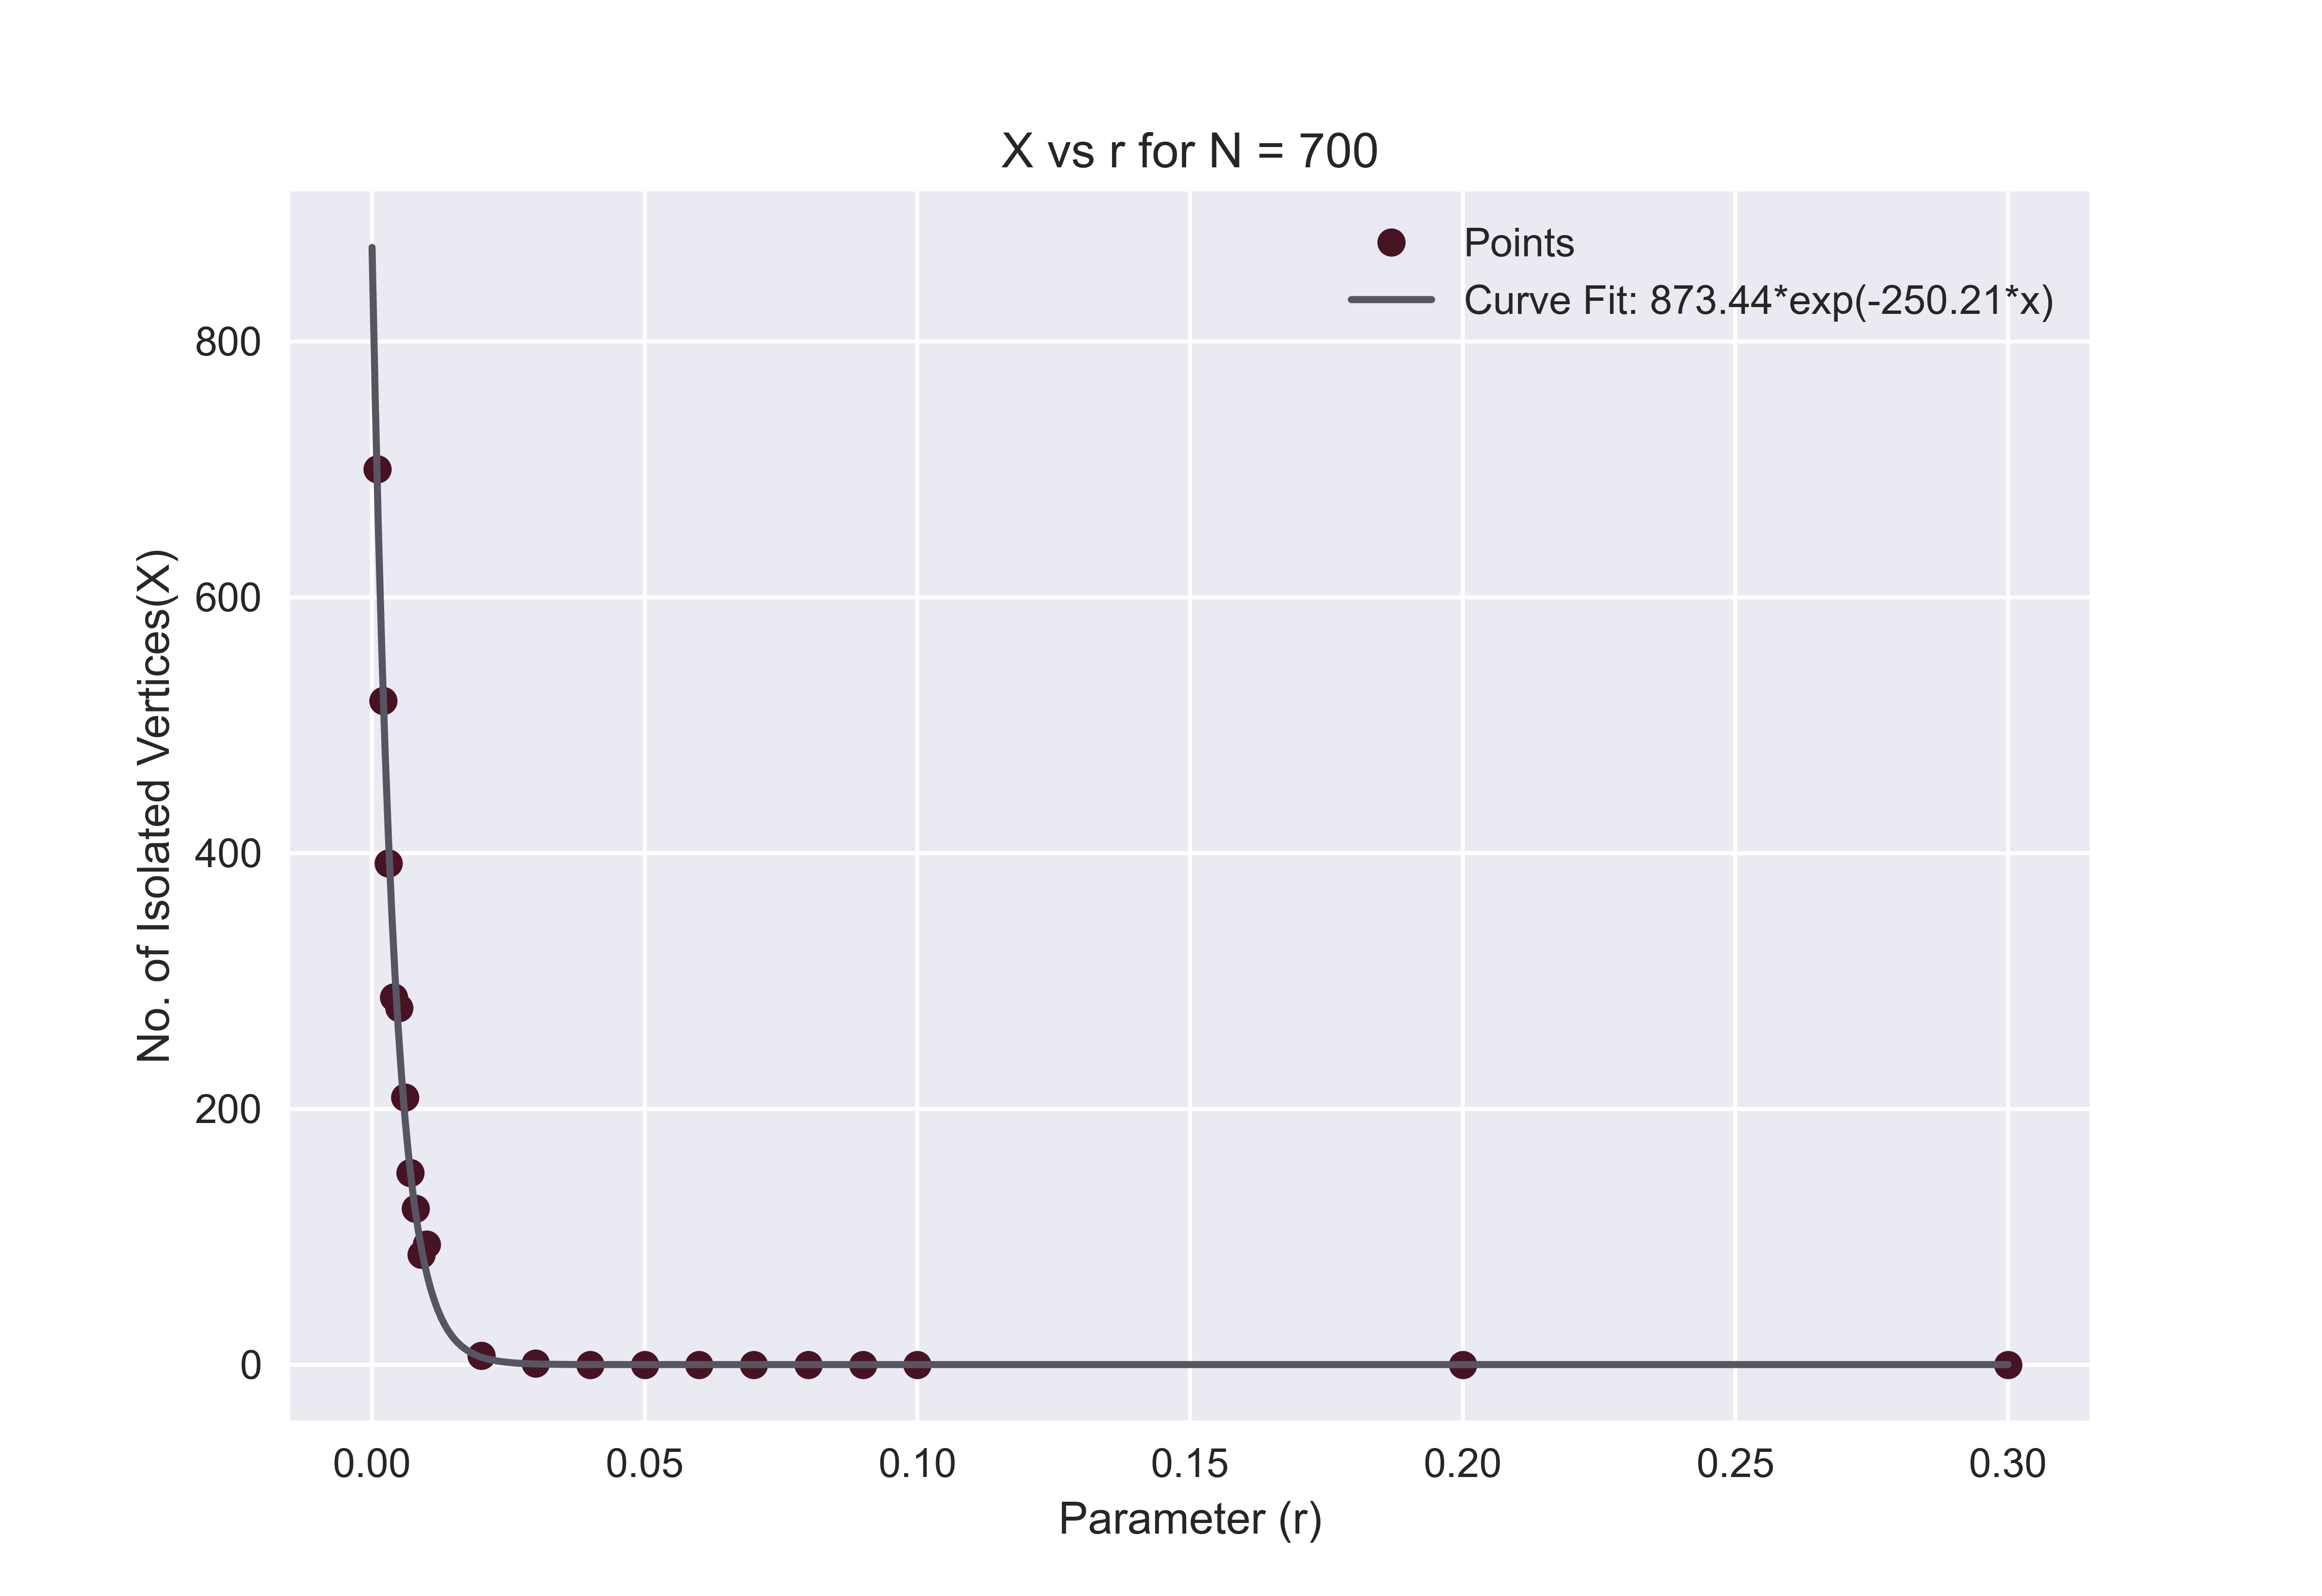 X vs r for N = 700
Points
Curve Fit: 873.44*exp(-250.21*x)
No. of Isolated Vertices(X)
800
600
400
200
0
0.00 0.05 0.10 0.15 0.20 0.25 0.30
Parameter (r)